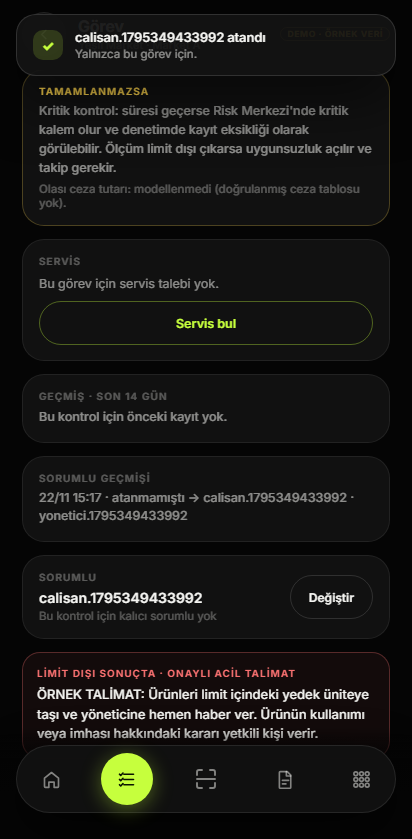 Görev
DEMO · ÖRNEK VERİ
calisan.1795349433992 atandı
Yalnızca bu görev için.
TAMAMLANMAZSA
Kritik kontrol: süresi geçerse Risk Merkezi'nde kritik
kalem olur ve denetimde kayıt eksikliği olarak
görülebilir. Ölçüm limit dışı çıkarsa uygunsuzluk açılır ve
takip gerekir.
Olası ceza tutarı: modellenmedi (doğrulanmış ceza tablosu
yok).
SERVİS
Bu görev için servis talebi yok.
Servis bul
GEÇMİŞ · SON 14 GÜN
Bu kontrol için önceki kayıt yok.
SORUMLU GEÇMİŞİ
22/11 15:17 · atanmamıştı → calisan.1795349433992 ·
yonetici.1795349433992
SORUMLU
calisan.1795349433992
Bu kontrol için kalıcı sorumlu yok
Değiştir
LİMİT DIŞI SONUÇTA · ONAYLI ACİL TALİMAT
ÖRNEK TALİMAT: Ürünleri limit içindeki yedek üniteye
taşı ve yöneticine hemen haber ver. Ürünün kullanımı
veya imhası hakkındaki kararı yetkili kişi verir.